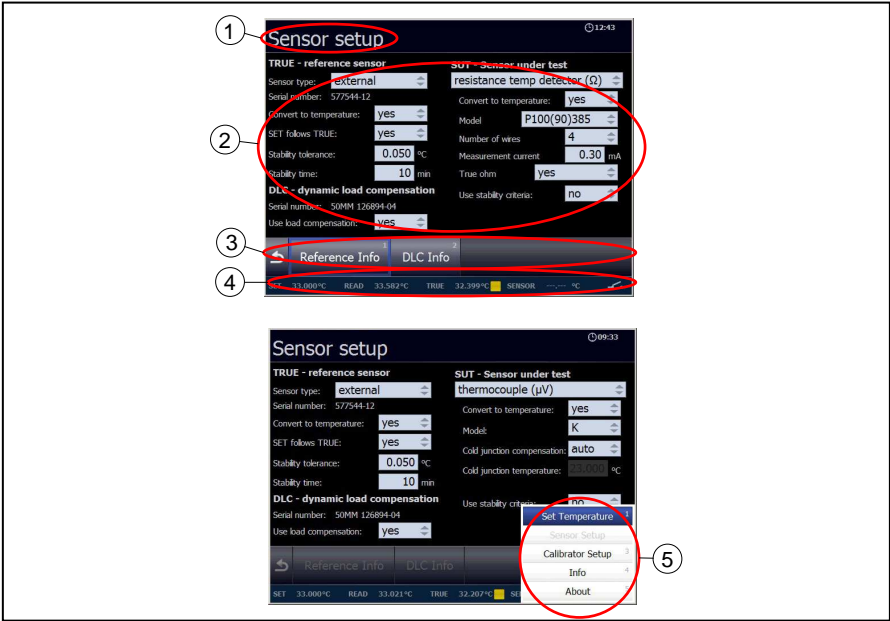 1
Sensor setup
12:43
TRUE - reference sensor
SUT - Sensor under test
Sensor type: external
resistance temp detector (Ω)
Serial number: 577544-12
Convert to temperature: yes
Convert to temperature: yes
Model P100(90)385
2
SET follows TRUE: yes
Number of wires 4
Stability tolerance: 0.050 °C
Measurement current 0.30 mA
Stability time: 10 min
True ohm yes
DLC - dynamic load compensation
Use stability criteria: no
Serial number: 50MM 126894-04
Use load compensation: yes
3
Reference Info 1
DLC Info 2
4
SET 33.000°C READ 33.582°C TRUE 32.399°C SENSOR ---.--- °C
Sensor setup
09:33
TRUE - reference sensor
SUT - Sensor under test
Sensor type: external
thermocouple (µV)
Serial number: 577544-12
Convert to temperature: yes
Convert to temperature: yes
Model: K
SET follows TRUE: yes
Cold junction compensation: auto
Stability tolerance: 0.050 °C
Cold junction temperature: 23.000 °C
Stability time: 10 min
DLC - dynamic load compensation
Use stability criteria: no
Serial number: 50MM 126894-04
Use load compensation: yes
Set Temperature 1
Sensor Setup
Calibrator Setup 3
Info 4
About
5
Reference Info
DLC Info
SET 33.000°C READ 33.021°C TRUE 32.207°C